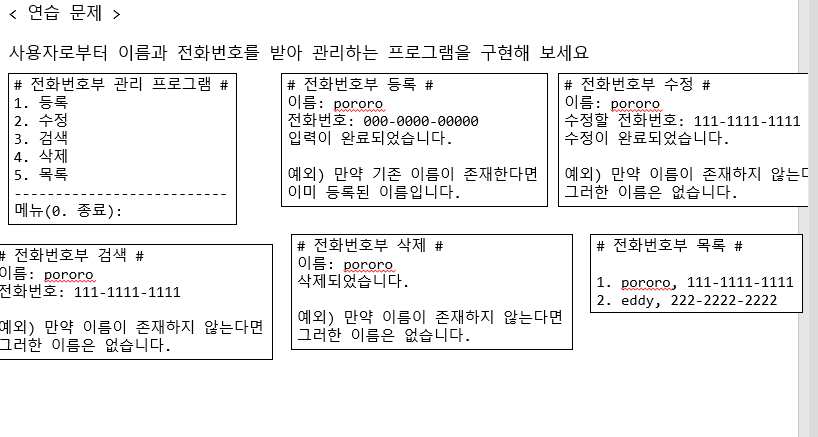 < 연습 문제 >
사용자로부터 이름과 전화번호를 받아 관리하는 프로그램을 구현해 보세요
# 전화번호부 관리 프로그램 #
1. 등록
2. 수정
3. 검색
4. 삭제
5. 목록
-------------------------
메뉴(0. 종료):
# 전화번호부 등록 #
이름: pororo
전화번호: 000-0000-00000
입력이 완료되었습니다.
예외) 만약 기존 이름이 존재한다면
이미 등록된 이름입니다.
# 전화번호부 수정 #
이름: pororo
수정할 전화번호: 111-1111-1111
수정이 완료되었습니다.
예외) 만약 이름이 존재하지 않는다
그러한 이름은 없습니다.
# 전화번호부 검색 #
이름: pororo
전화번호: 111-1111-1111
예외) 만약 이름이 존재하지 않는다면
그러한 이름은 없습니다.
# 전화번호부 삭제 #
이름: pororo
삭제되었습니다.
예외) 만약 이름이 존재하지 않는다면
그러한 이름은 없습니다.
# 전화번호부 목록 #
1. pororo, 111-1111-1111
2. eddy, 222-2222-2222